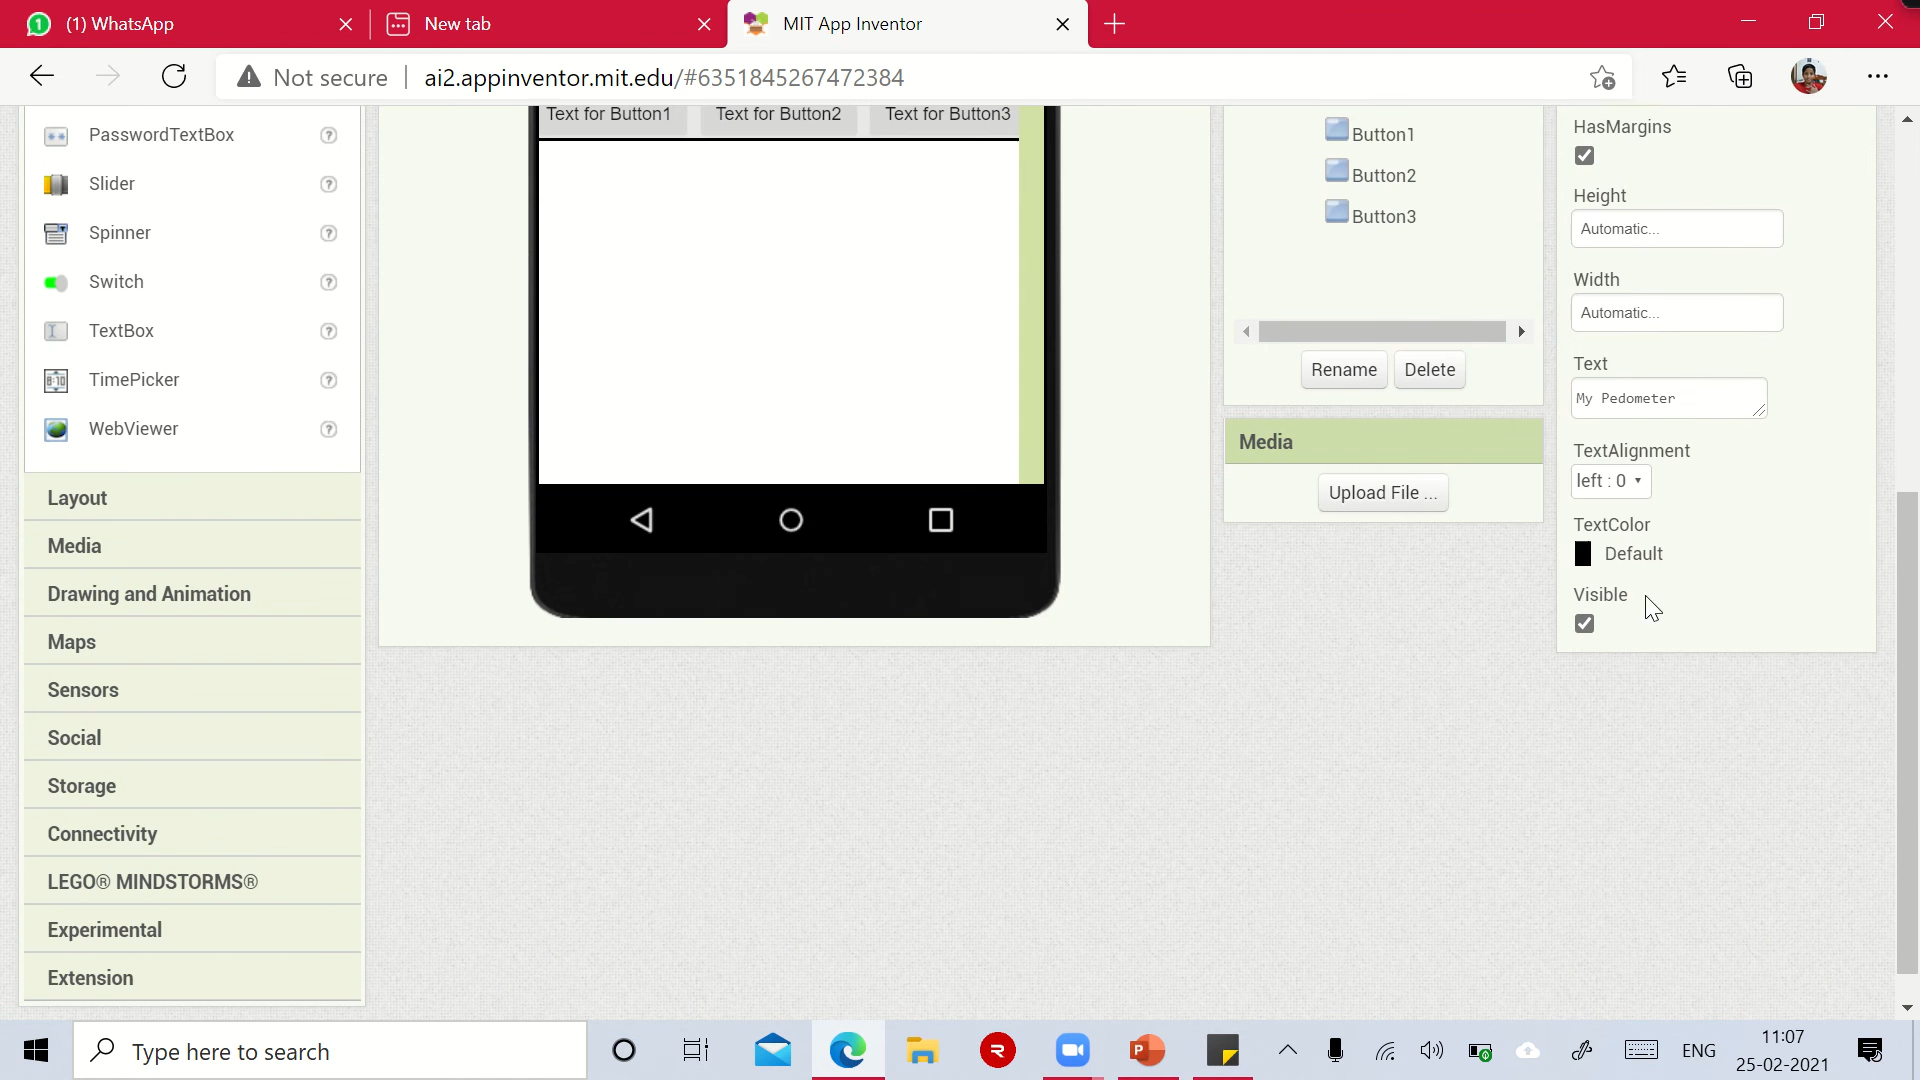 (1) WhatsApp
New tab
MIT App Inventor
Not secure
ai2.appinventor.mit.edu/#6351845267472384
PasswordTextBox
Slider
Spinner
Switch
TextBox
TimePicker
WebViewer
Layout
Media
Drawing and Animation
Maps
Sensors
Social
Storage
Connectivity
LEGO® MINDSTORMS®
Experimental
Extension
Text for Button1
Text for Button2
Text for Button3
Button1
Button2
Button3
Rename
Delete
Media
Upload File ...
HasMargins
Height
Automatic...
Width
Automatic...
Text
My Pedometer
TextAlignment
left : 0
TextColor
Default
Visible
Type here to search
ENG
11:07
25-02-2021